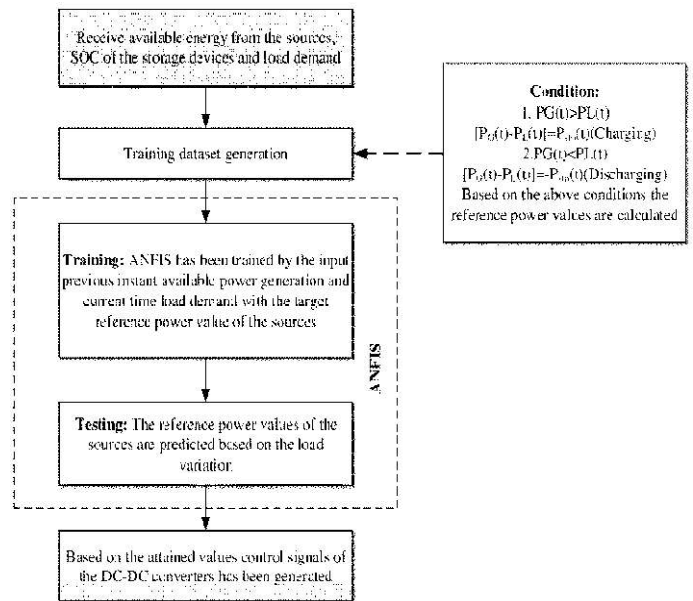 Receive available energy from the sources,
SOC of the storage devices and load demand
Training dataset generation
Condition:
1. PG(t)>PL(t)
(Charging)
2.PG(t)<PL(t)
(Discharging)
Based on the above conditions the
reference power values are calculated
Training: ANFIS has been trained by the input
previous instant available power generation and
current time load demand with the target
reference power value of the sources
Testing: The reference power values of the
sources are predicted based on the load
variation
ANFIS
Based on the attained values control signals of
the DC-DC converters has been generated